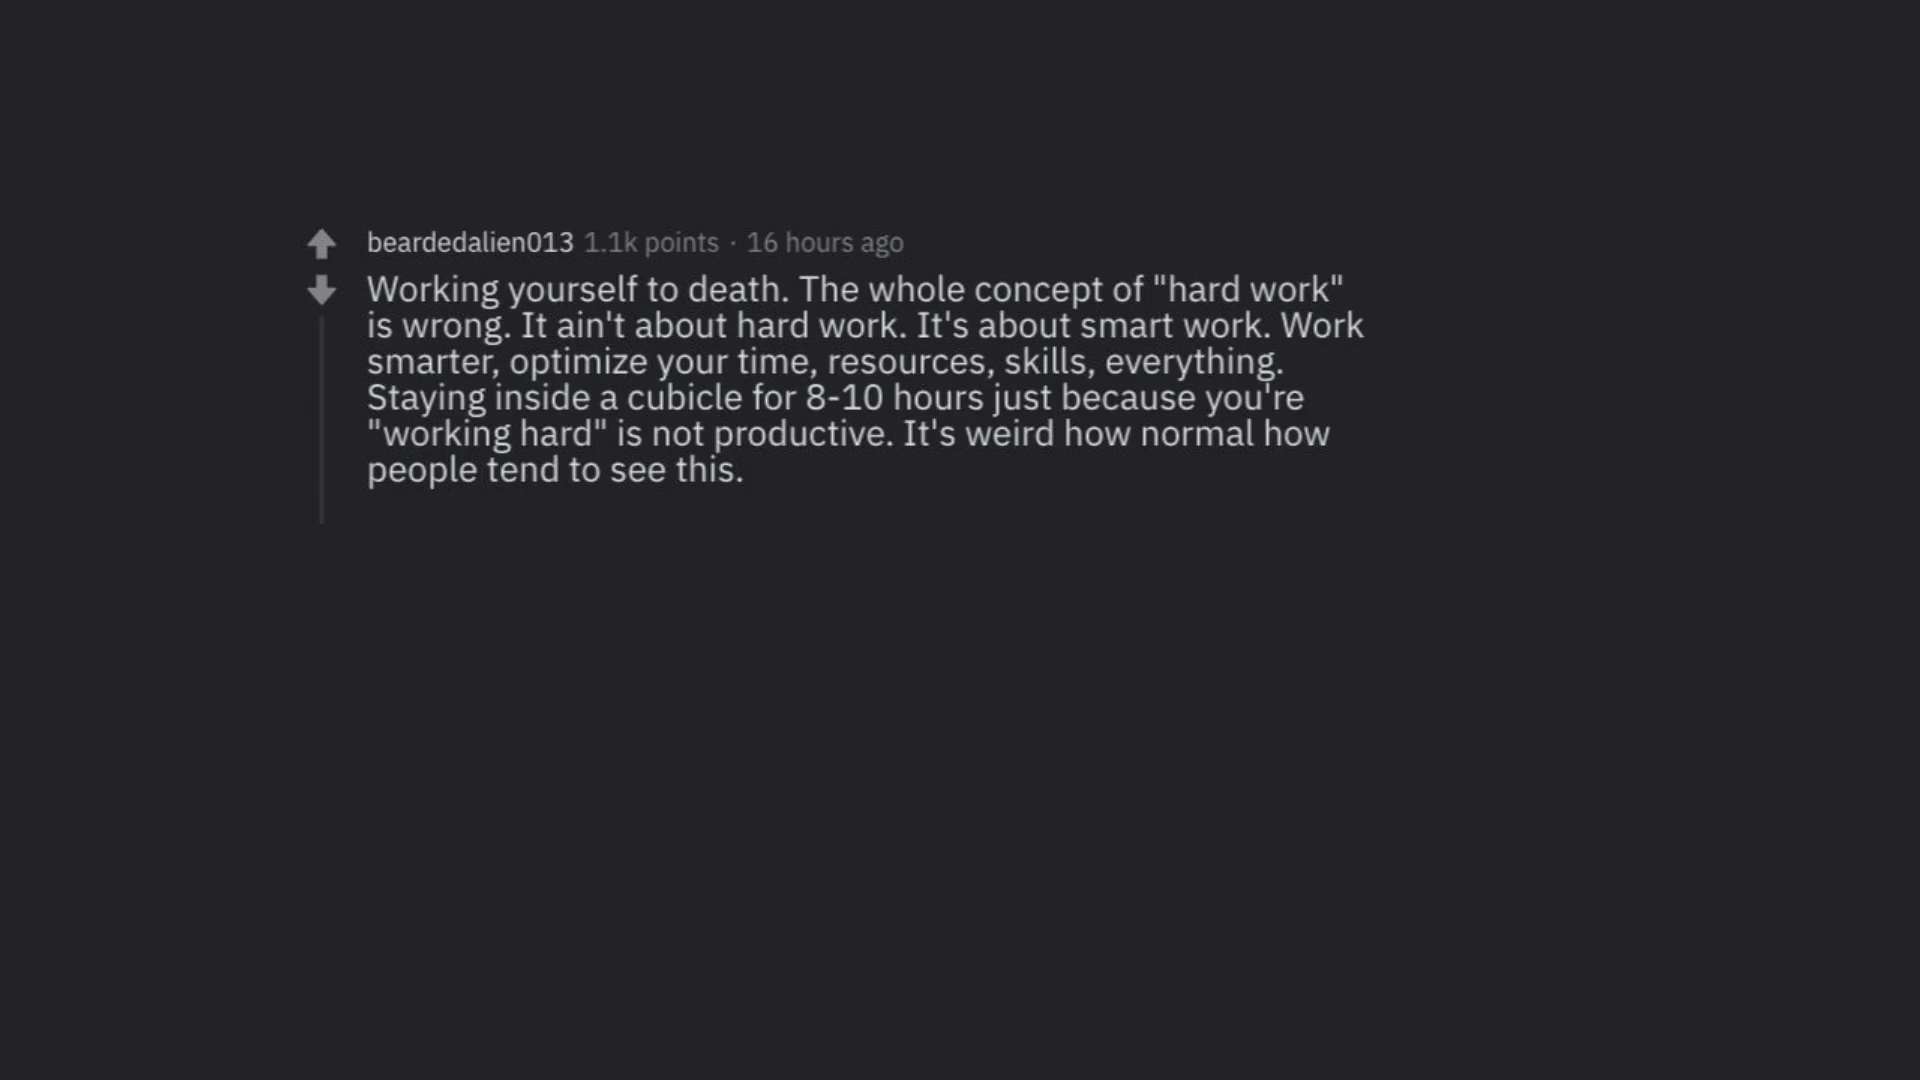 beardedalien013 1.1k points · 16 hours ago
Working yourself to death. The whole concept of "hard work"
is wrong. It ain't about hard work. It's about smart work. Work
smarter, optimize your time, resources, skills, everything.
Staying inside a cubicle for 8-10 hours just because you're
"working hard" is not productive. It's weird how normal how
people tend to see this.